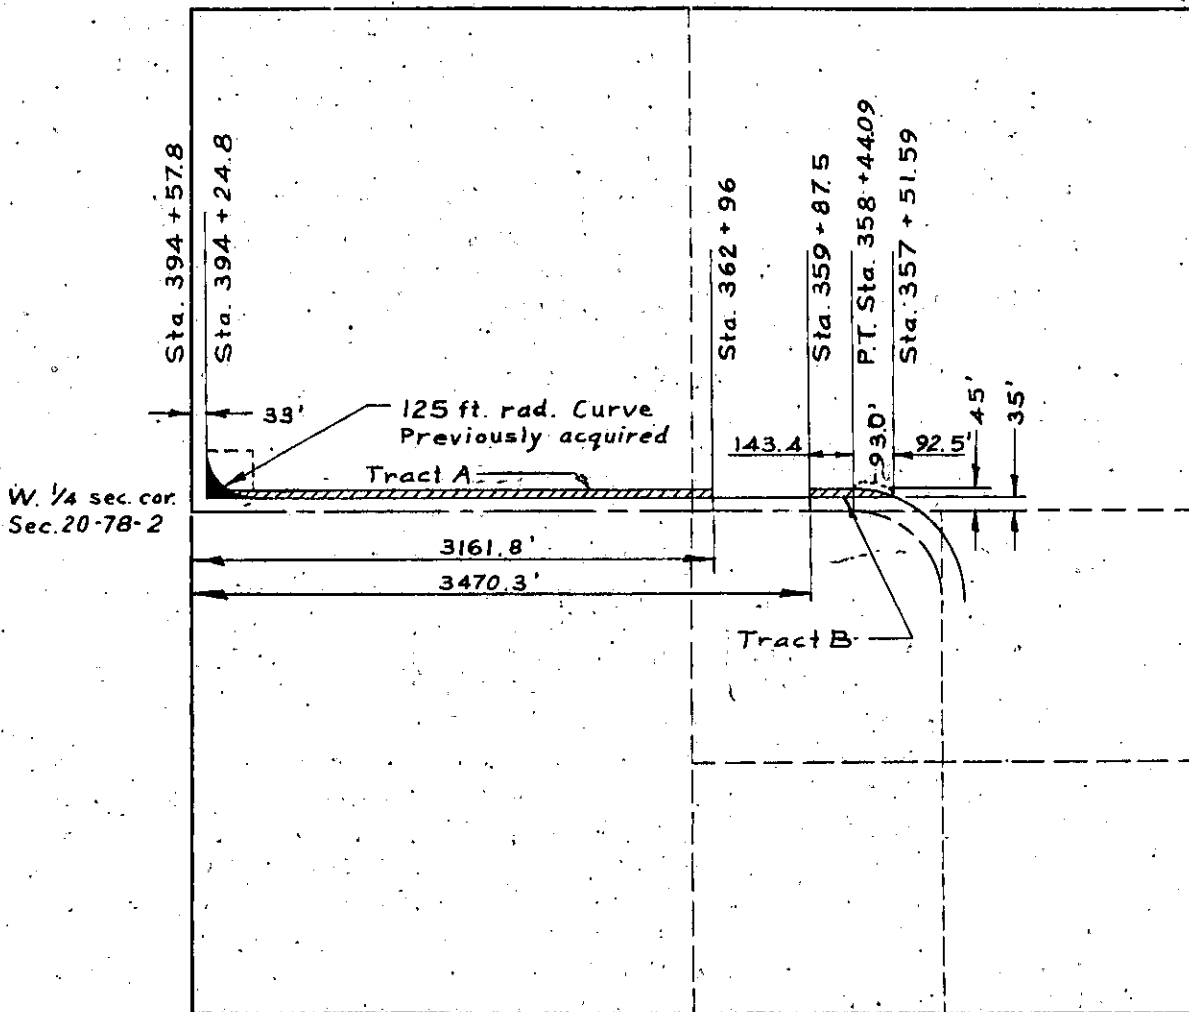 Sta. 394 + 57.8
Sta. 394 + 24.8
Sta. 362 + 96
Sta. 359 + 87.5
P.T. Sta. 358 + 44.09
Sta. 357 + 51.59
33'
125 ft. rad. Curve
Previously acquired
Tract A
143.4
93.0'
92.5'
45'
35'
W. 1/4 sec. cor.
Sec. 20-78-2
3161.8'
3470.3'
Tract B